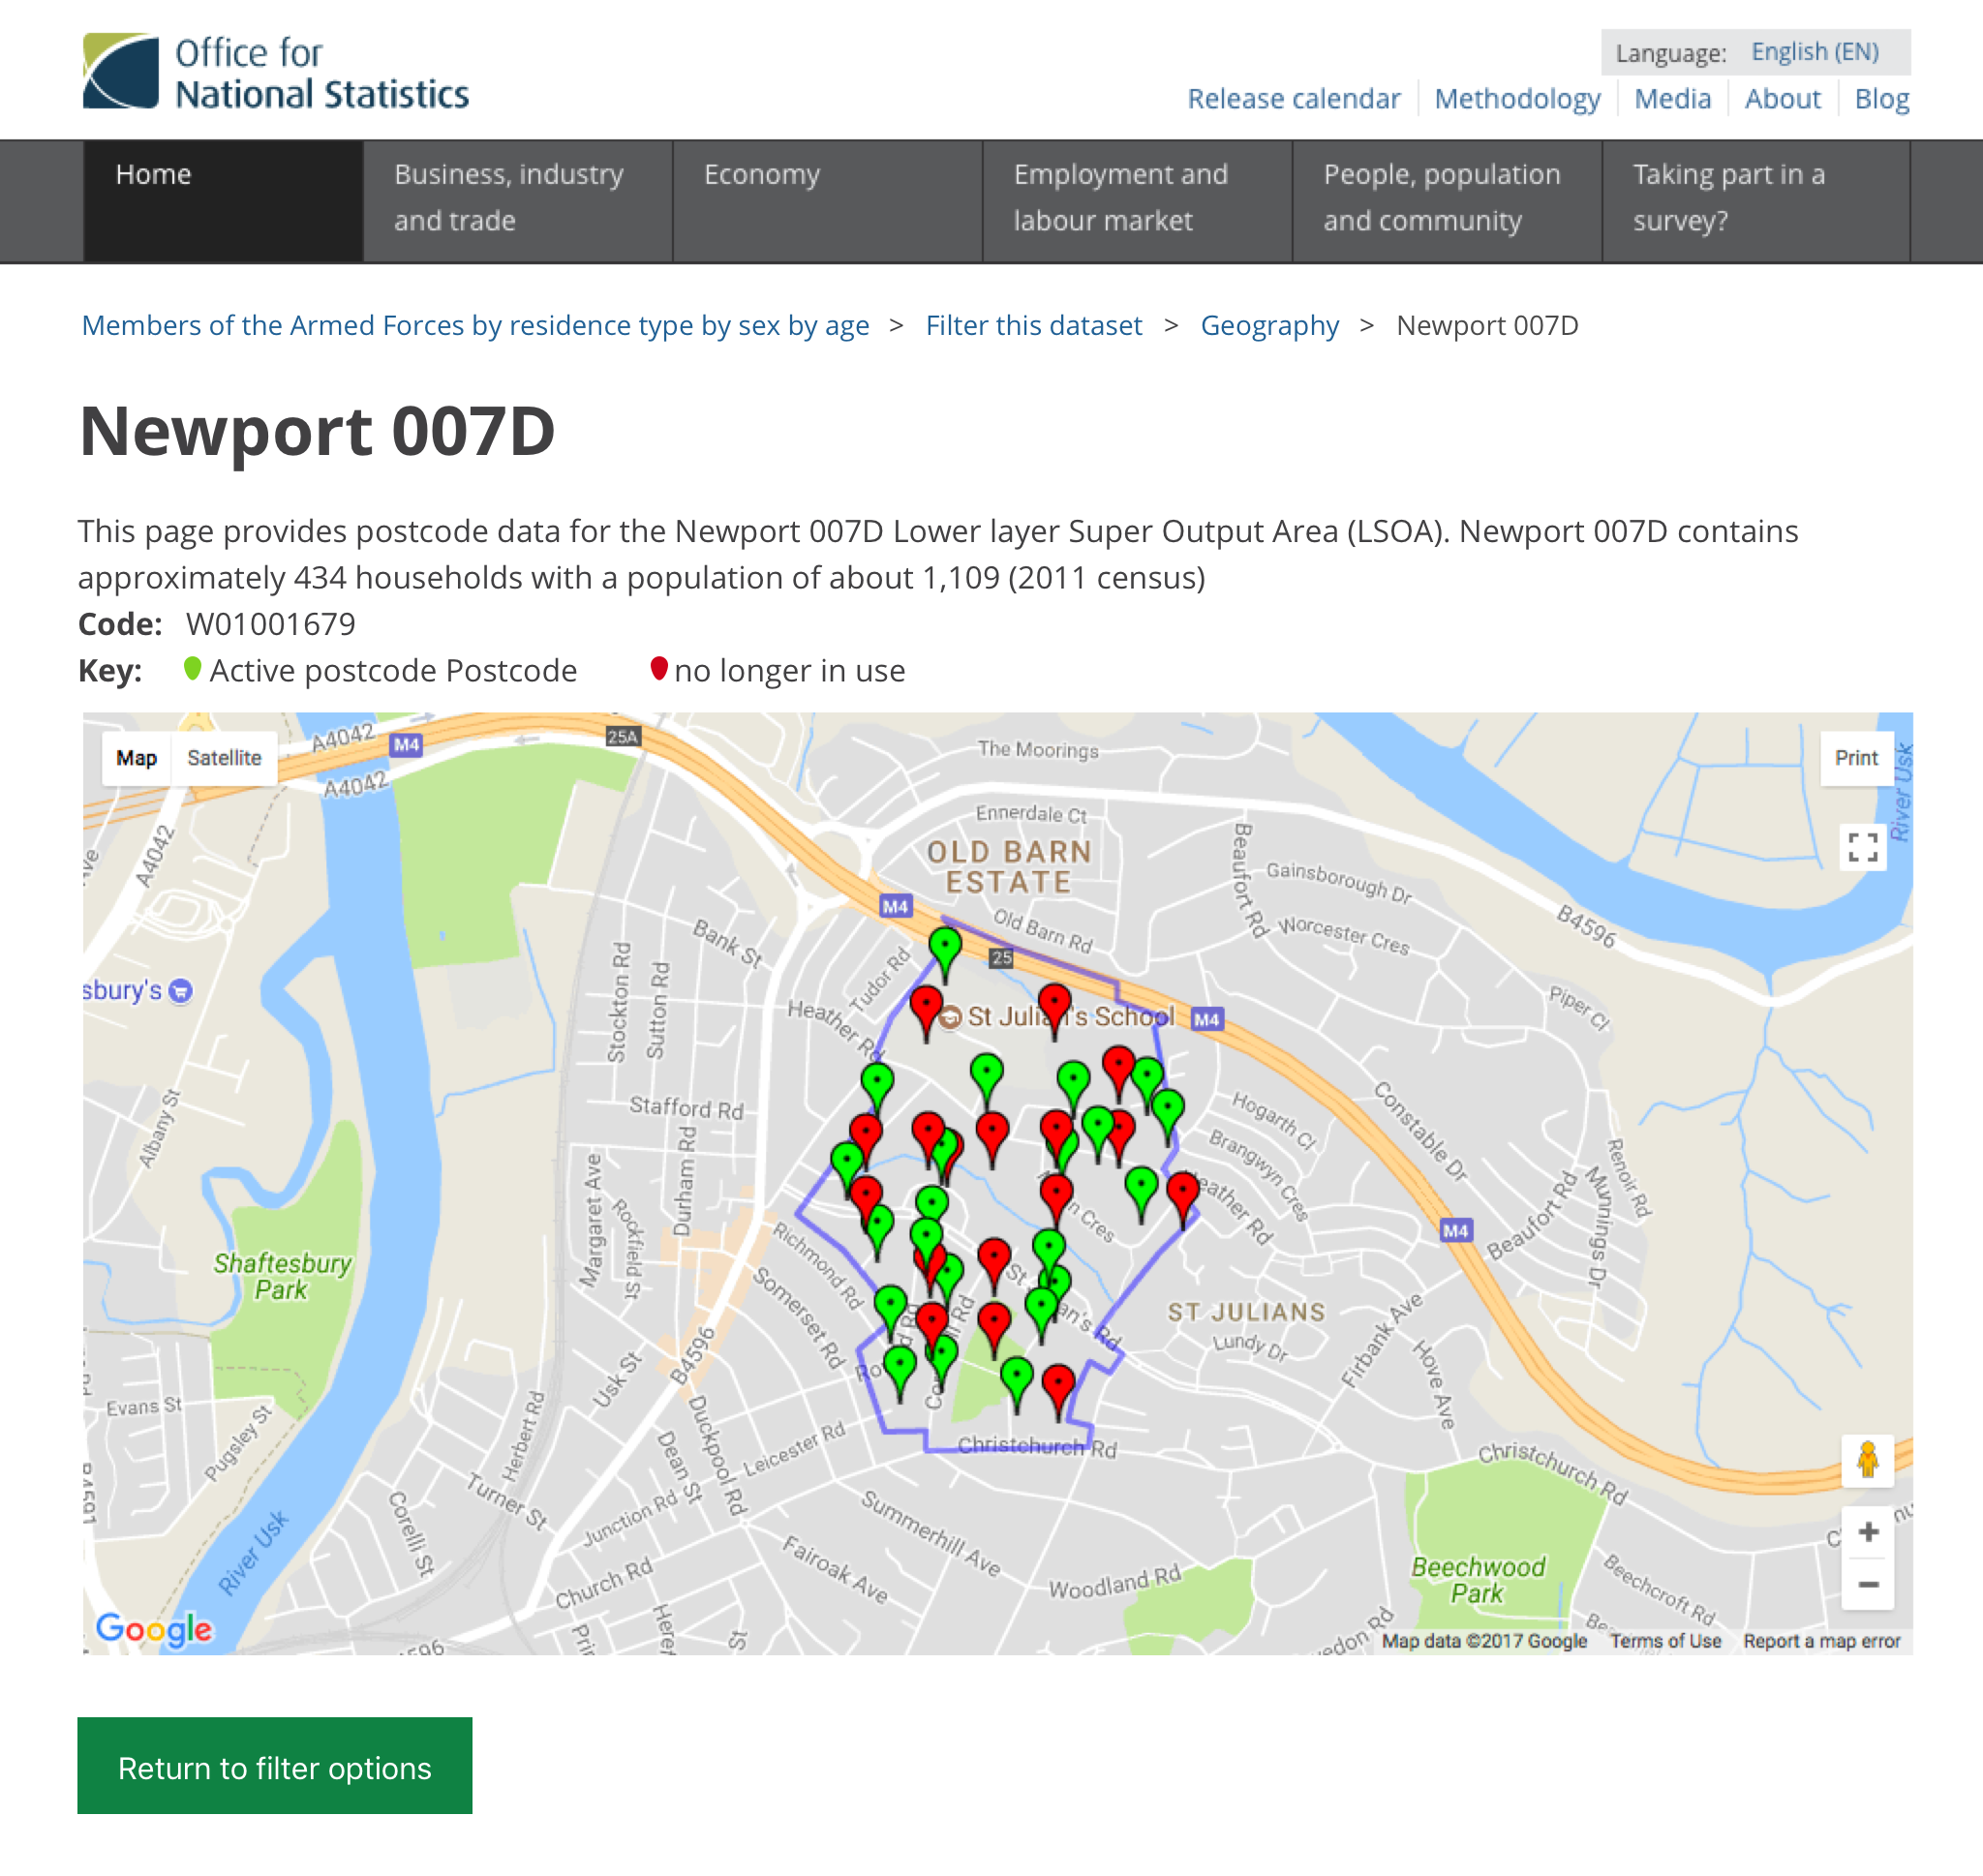 Office for
National Statistics
Language: English (EN)
Release calendar
Methodology
Media
About
Blog
Home
Business, industry
and trade
Economy
Employment and
labour market
People, population
and community
Taking part in a
survey?
Members of the Armed Forces by residence type by sex by age > Filter this dataset > Geography > Newport 007D
Newport 007D
This page provides postcode data for the Newport 007D Lower layer Super Output Area (LSOA). Newport 007D contains
approximately 434 households with a population of about 1,109 (2011 census)
Code: W01001679
Key: Active postcode Postcode no longer in use
Map
Satellite
Print
A4042
M4
25A
A4042
A4042
The Moorings
River Usk
Ennerdale Ct
OLD BARN
ESTATE
Beaufort Rd
Gainsborough Dr
M4
Old Barn Rd
Worcester Cres
B4596
Bank St
25
Tudor Rd
Stockton Rd
Sutton Rd
sbury's
Heather Rd
St Julian's School
M4
Piper Cl
Albany St
Stafford Rd
Hogarth Cl
Constable Dr
Brangwyn Cres
Renoir Rd
Durham Rd
Margaret Ave
Rockfield St
Heather Rd
n Cres
Munnings Dr
Beaufort Rd
M4
Richmond Rd
Shaftesbury
Park
Somerset Rd
St
an's Rd
ST JULIANS
Lundy Dr
Firbank Ave
Hove Ave
B4596
Usk St
Evans St
Pugsley St
Herbert Rd
Duckpool Rd
Dean St
Leicester Rd
Christchurch Rd
Christchurch Rd
B4591
Turner St
Corelli St
Junction Rd
Summerhill Ave
River Usk
Church Rd
Fairoak Ave
Woodland Rd
Beechwood
Park
Beechcroft Rd
St
596
Google
Map data ©2017 Google
Terms of Use
Report a map error
Return to filter options